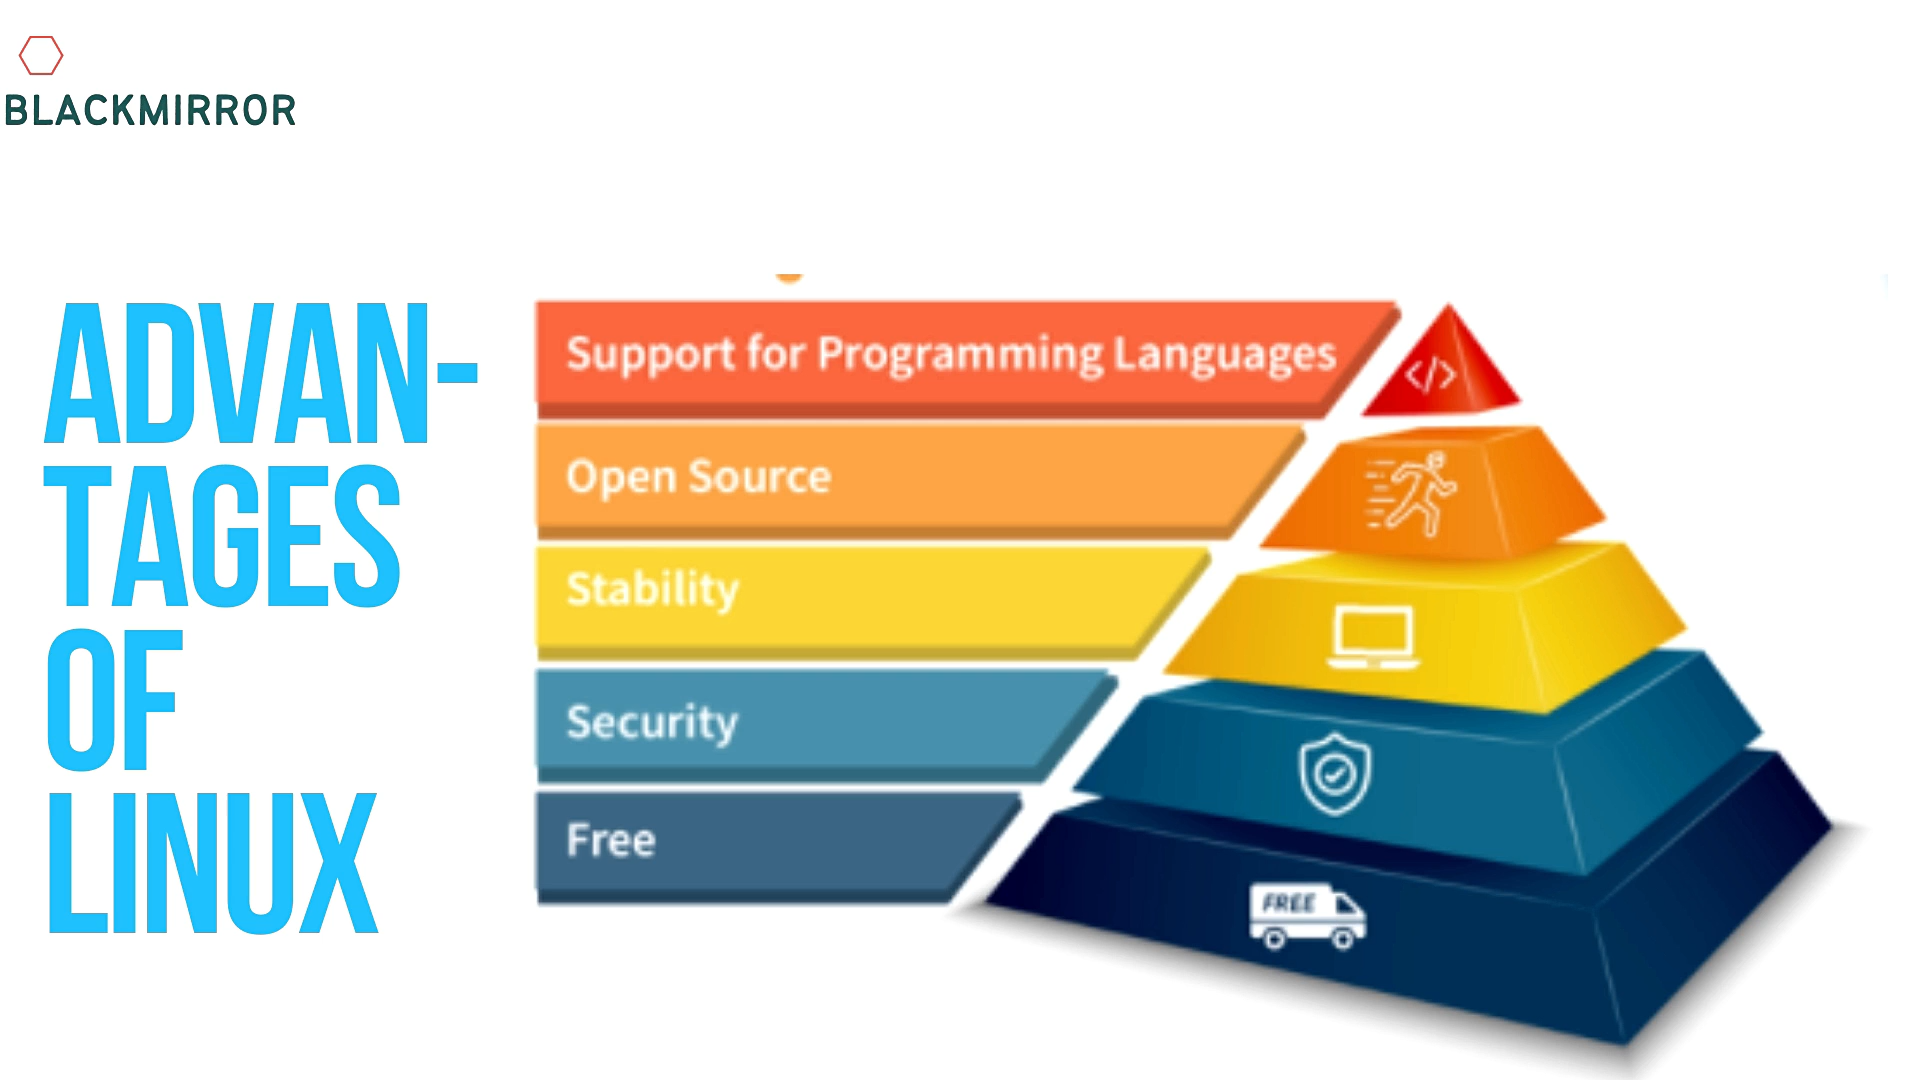 BLACKMIRROR
ADVAN-
TAGES
OF
LINUX
Support for Programming Languages
</>
Open Source
Stability
Security
Free
FREE